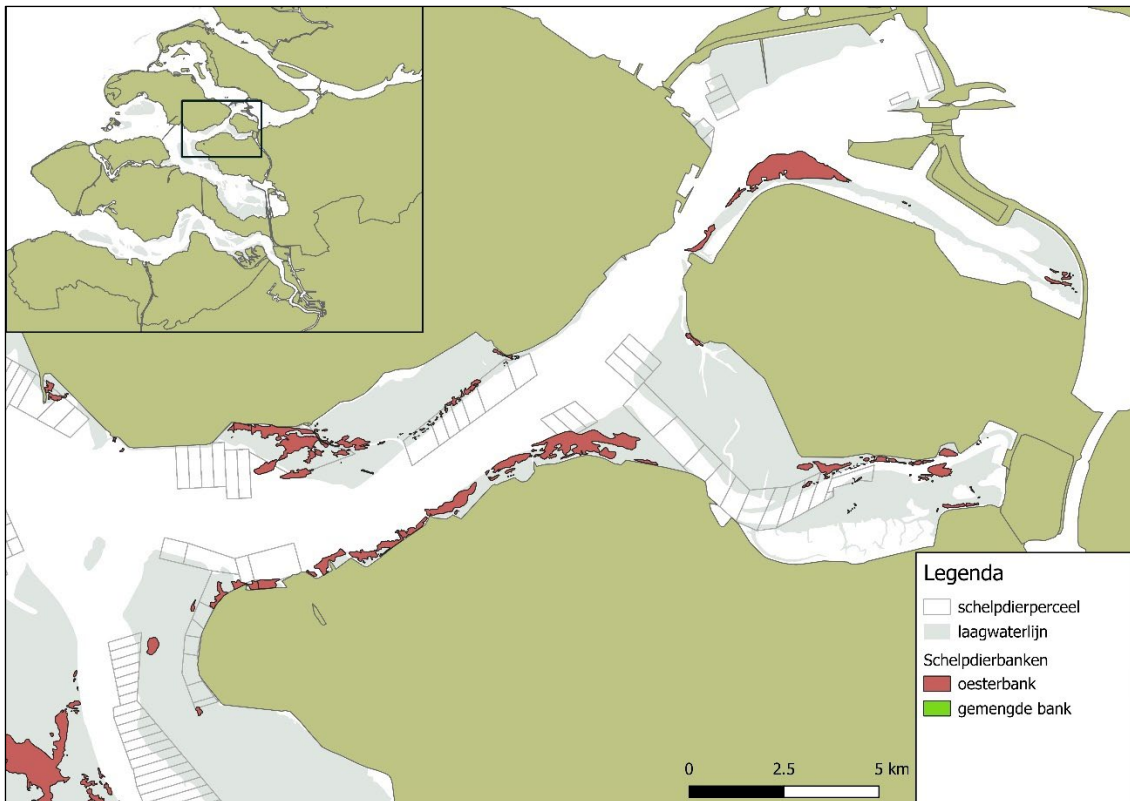 Legenda
schelpdierperceel
laagwaterlijn
Schelpdierbanken
oesterbank
gemengde bank
0 2.5 5 km